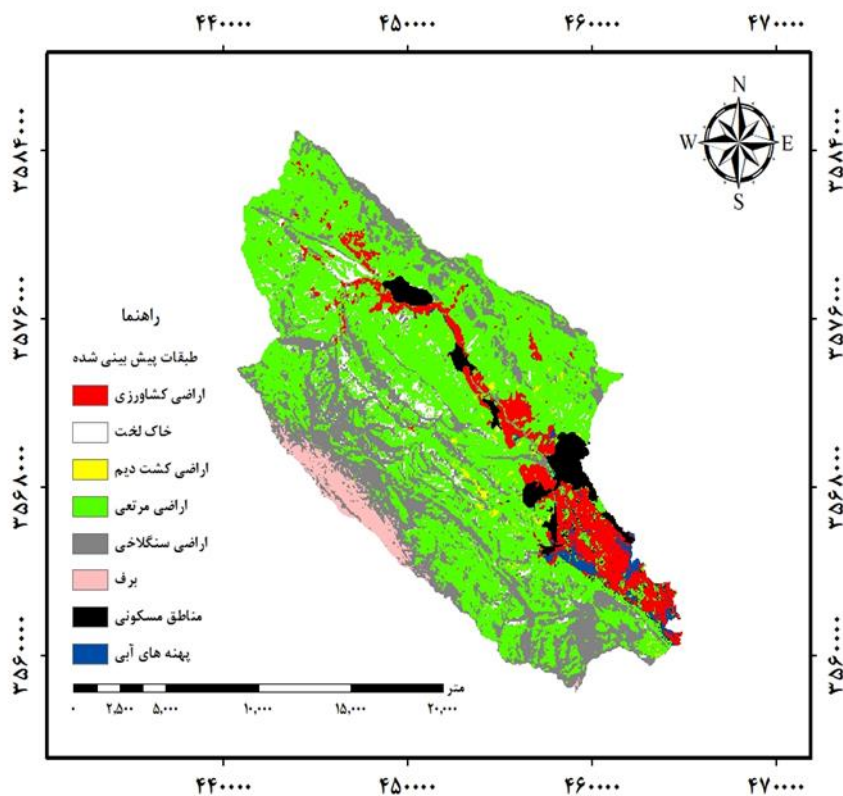 ۴۴۰۰۰۰ ۴۵۰۰۰۰ ۴۶۰۰۰۰ ۴۷۰۰۰۰
N
W E
S
۳۵۸۴۰۰۰ ۳۵۸۴۰۰۰
۳۵۷۶۰۰۰ ۳۵۷۶۰۰۰
۳۵۶۸۰۰۰ ۳۵۶۸۰۰۰
۳۵۶۰۰۰۰ ۳۵۶۰۰۰۰
راهنما
طبقات پیش بینی شده
اراضی کشاورزی
خاک لخت
اراضی کشت دیم
اراضی مرتعی
اراضی سنگلاخی
برف
مناطق مسکونی
پهنه های آبی
متر
۰ ۲,۵۰۰ ۵,۰۰۰ ۱۰,۰۰۰ ۱۵,۰۰۰ ۲۰,۰۰۰
۴۴۰۰۰۰ ۴۵۰۰۰۰ ۴۶۰۰۰۰ ۴۷۰۰۰۰